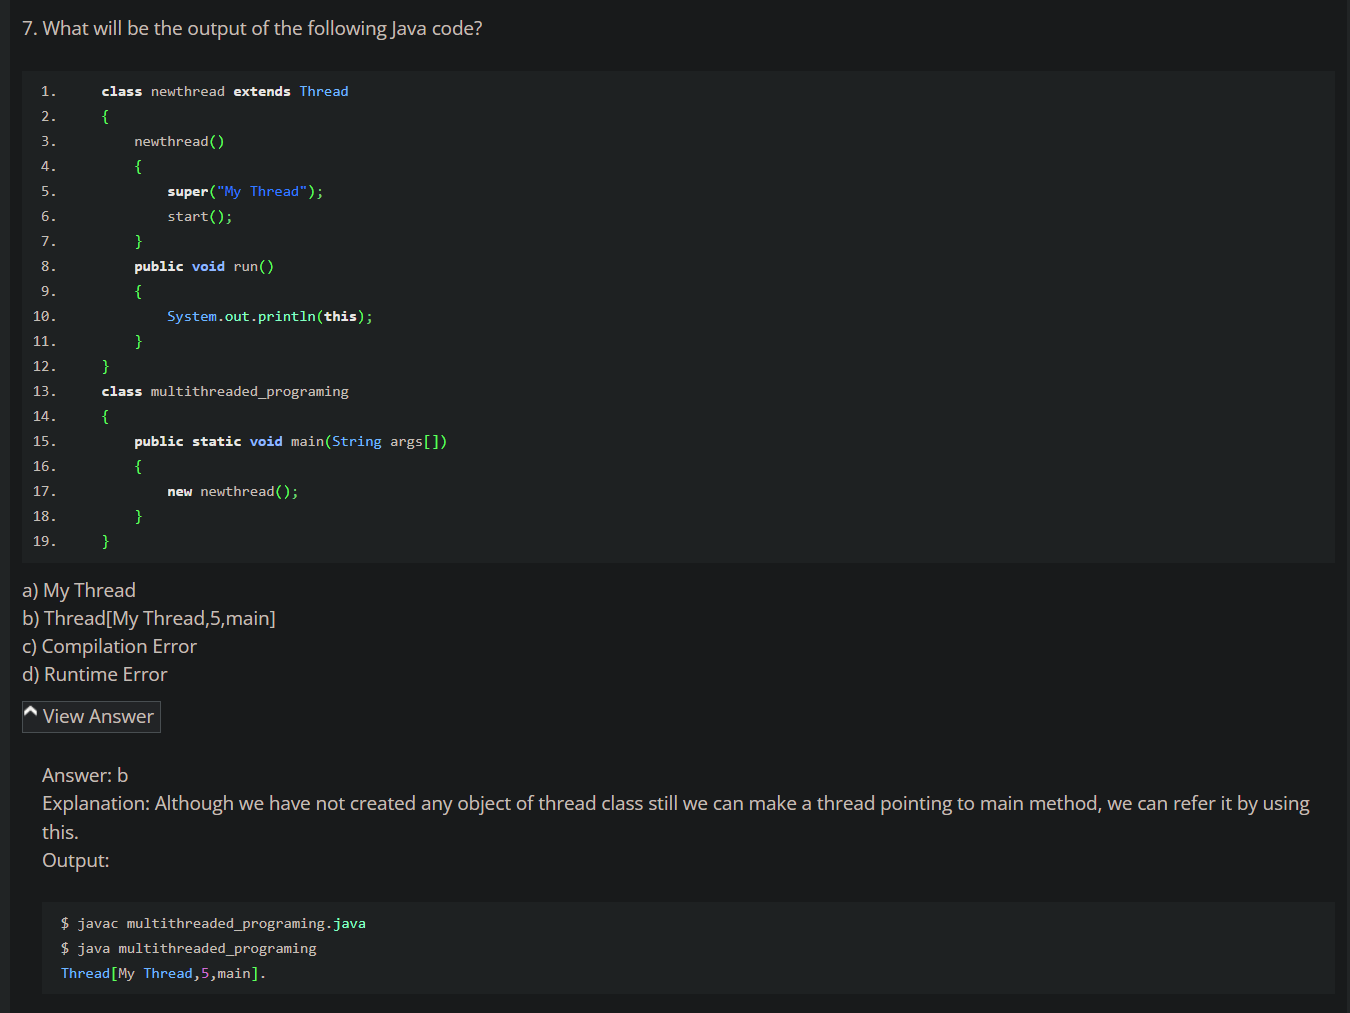 7. What will be the output of the following Java code?
1. class newthread extends Thread
2. {
3. newthread()
4. {
5. super("My Thread");
6. start();
7. }
8. public void run()
9. {
10. System.out.println(this);
11. }
12. }
13. class multithreaded_programing
14. {
15. public static void main(String args[])
16. {
17. new newthread();
18. }
19. }
a) My Thread
b) Thread[My Thread,5,main]
c) Compilation Error
d) Runtime Error
View Answer
Answer: b
Explanation: Although we have not created any object of thread class still we can make a thread pointing to main method, we can refer it by using
this.
Output:
$ javac multithreaded_programing.java
$ java multithreaded_programing
Thread[My Thread,5,main].